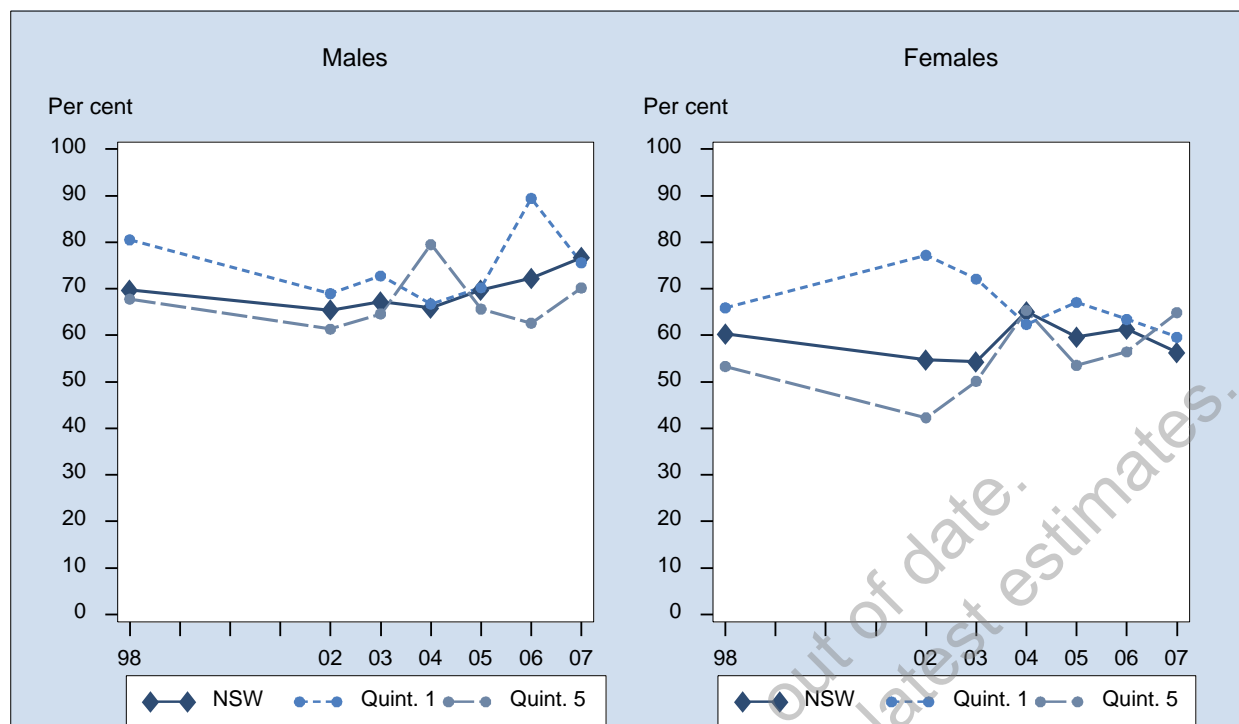 Males
Per cent
100
90
80
70
60
50
40
30
20
10
0
98 02 03 04 05 06 07
NSW Quint. 1 Quint. 5
Females
Per cent
100
90
80
70
60
50
40
30
20
10
0
98 02 03 04 05 06 07
NSW Quint. 1 Quint. 5
out of date.
latest estimates.